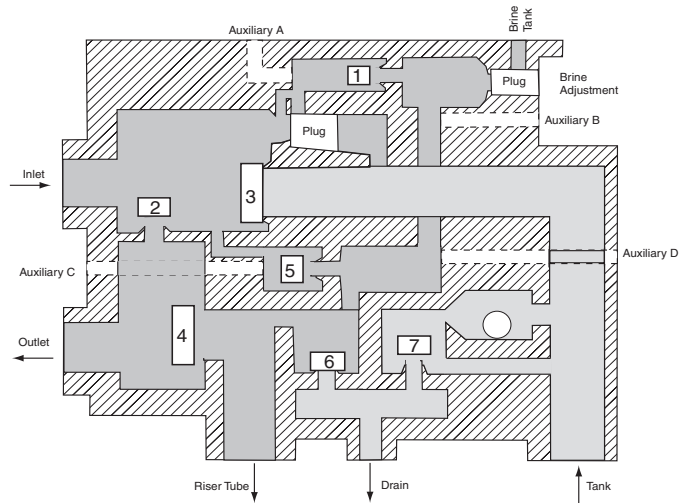 Auxiliary A
Brine
Tank
1
Plug
Brine
Adjustment
Plug
Auxiliary B
Inlet
3
2
Auxiliary C
5
Auxiliary D
4
Outlet
6
7
Riser Tube
Drain
Tank